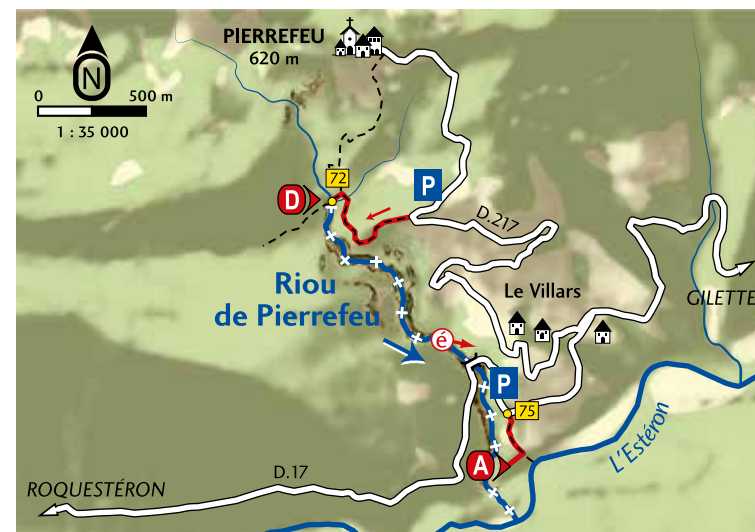 PIERREFEU
620 m
N
0 500 m
1 : 35 000
72
P
D
D.217
Riou
de Pierrefeu
Le Villars
GILETTE
é
P
75
L'Estéron
A
D.17
ROQUESTÉRON